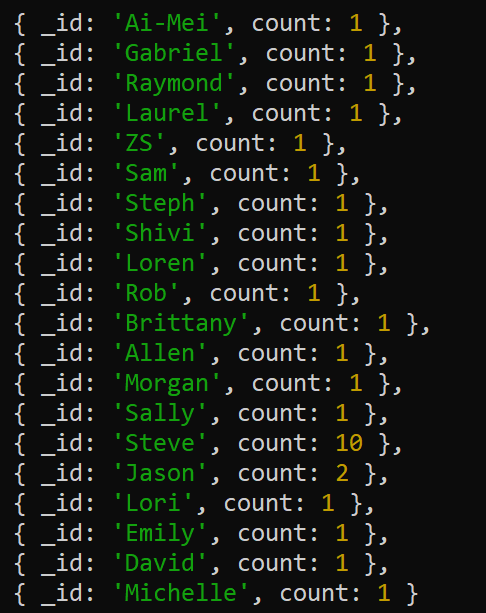 { _id: 'Ai-Mei', count: 1 },
{ _id: 'Gabriel', count: 1 },
{ _id: 'Raymond', count: 1 },
{ _id: 'Laurel', count: 1 },
{ _id: 'ZS', count: 1 },
{ _id: 'Sam', count: 1 },
{ _id: 'Steph', count: 1 },
{ _id: 'Shivi', count: 1 },
{ _id: 'Loren', count: 1 },
{ _id: 'Rob', count: 1 },
{ _id: 'Brittany', count: 1 },
{ _id: 'Allen', count: 1 },
{ _id: 'Morgan', count: 1 },
{ _id: 'Sally', count: 1 },
{ _id: 'Steve', count: 10 },
{ _id: 'Jason', count: 2 },
{ _id: 'Lori', count: 1 },
{ _id: 'Emily', count: 1 },
{ _id: 'David', count: 1 },
{ _id: 'Michelle', count: 1 }